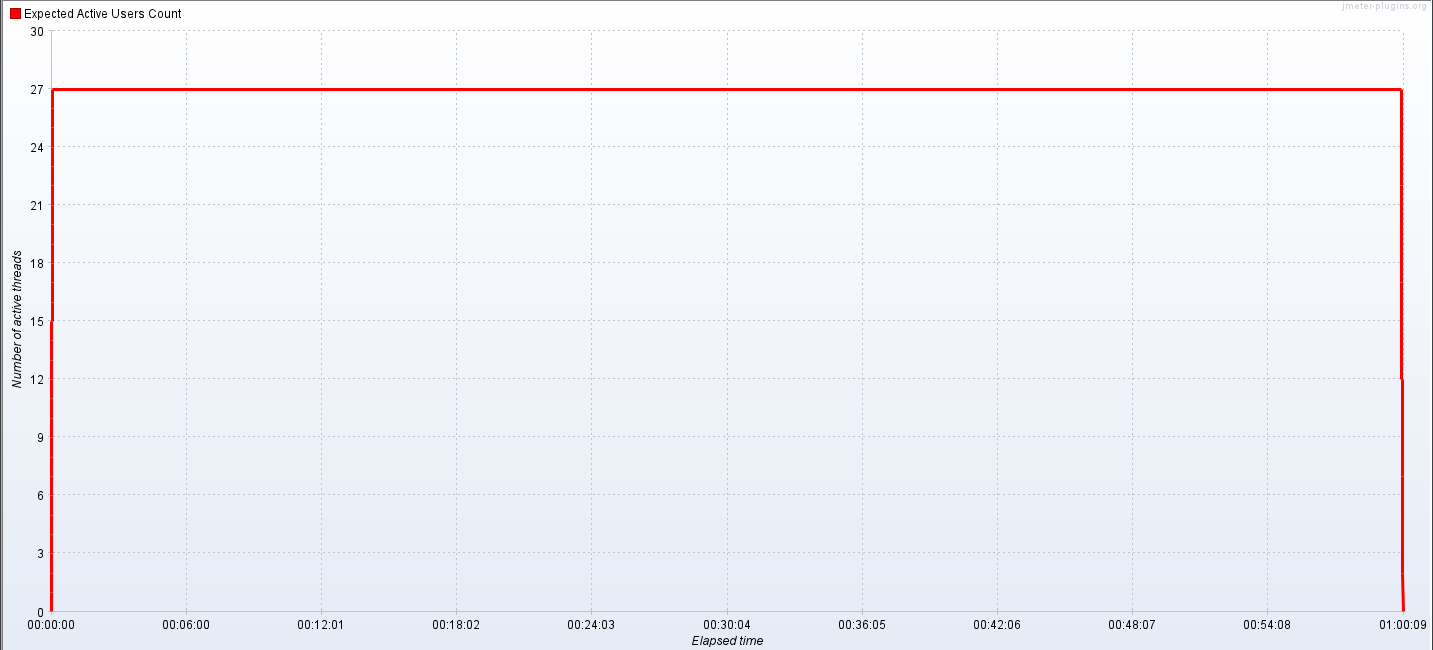 Expected Active Users Count
jmeter-plugins.org
30
27
24
21
18
15
12
9
6
3
0
Number of active threads
00:00:00 00:06:00 00:12:01 00:18:02 00:24:03 00:30:04 00:36:05 00:42:06 00:48:07 00:54:08 01:00:09
Elapsed time